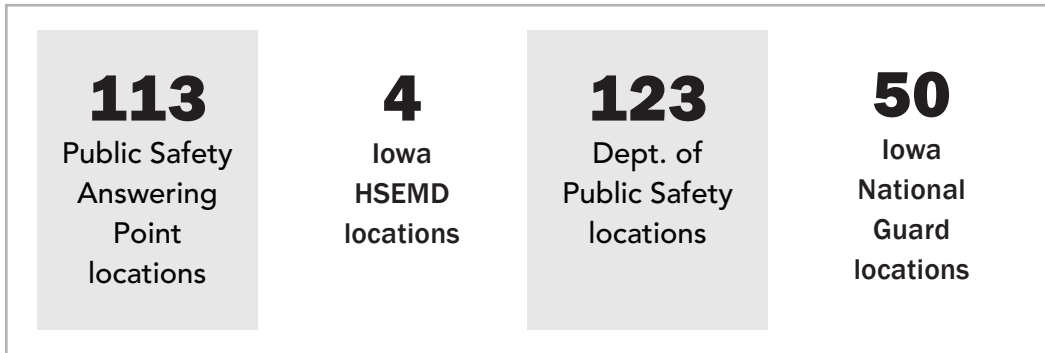 113
Public Safety
Answering
Point
locations
4
Iowa
HSEMD
locations
123
Dept. of
Public Safety
locations
50
Iowa
National
Guard
locations